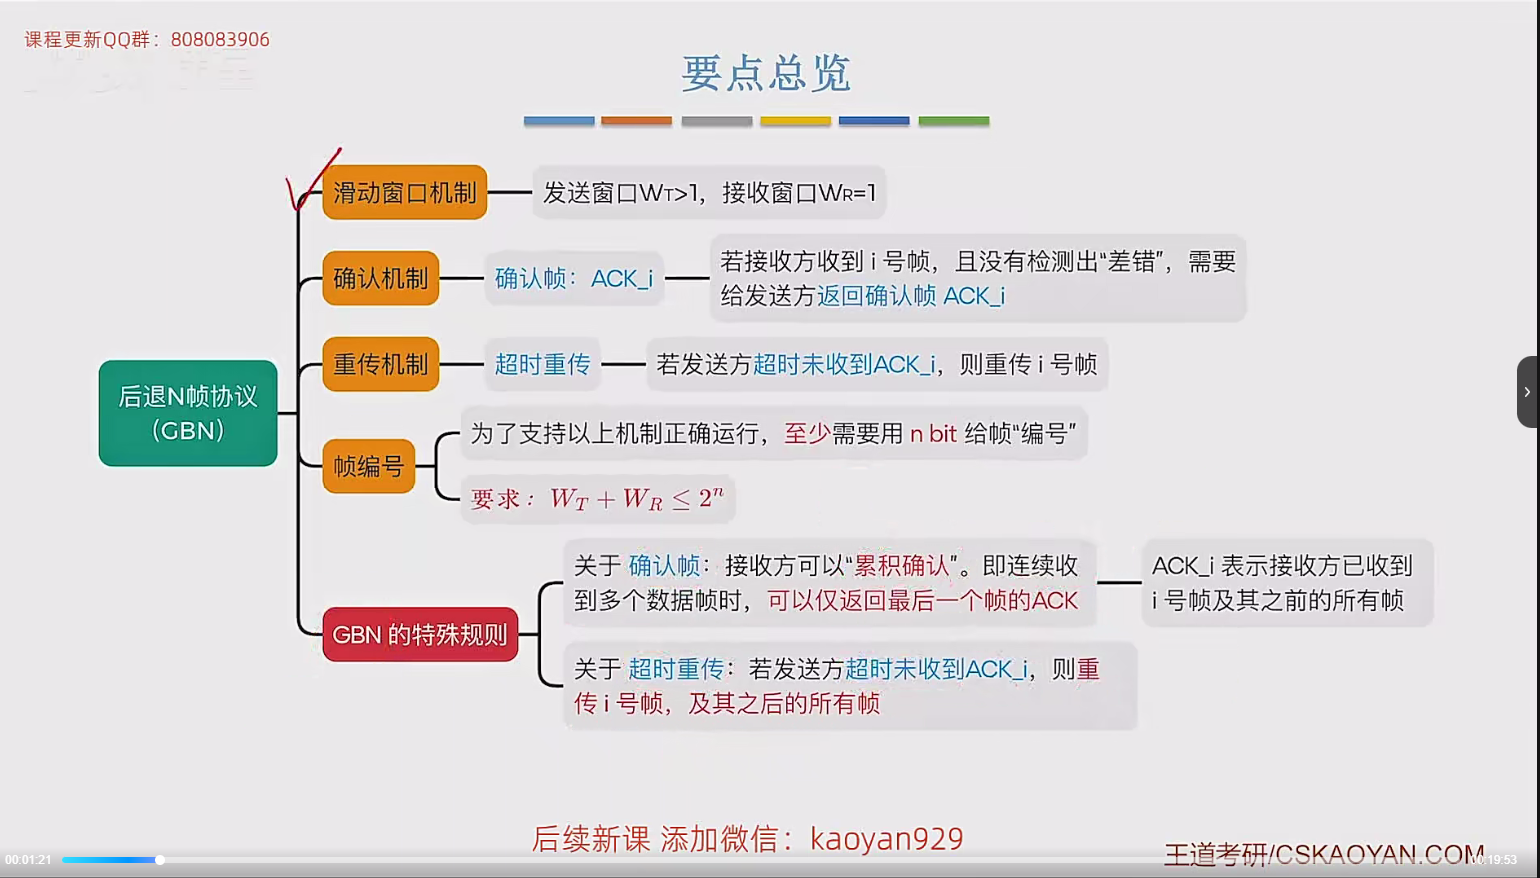 课程更新QQ群：808083906
要点总览
滑动窗口机制
发送窗口WT>1，接收窗口WR=1
确认机制
确认帧：ACK_i
若接收方收到 i 号帧，且没有检测出“差错”，需要
给发送方返回确认帧 ACK_i
重传机制
超时重传
若发送方超时未收到ACK_i，则重传 i 号帧
后退N帧协议
（GBN）
帧编号
为了支持以上机制正确运行，至少需要用 n bit 给帧“编号”
要求：W_T + W_R ≤ 2^n
GBN 的特殊规则
关于 确认帧：接收方可以“累积确认”。即连续收
到多个数据帧时，可以仅返回最后一个帧的ACK
ACK_i 表示接收方已收到
i 号帧及其之前的所有帧
关于 超时重传：若发送方超时未收到ACK_i，则重
传 i 号帧，及其之后的所有帧
后续新课 添加微信：kaoyan929
王道考研/CSKAOYAN.COM
00:01:21
00:19:53